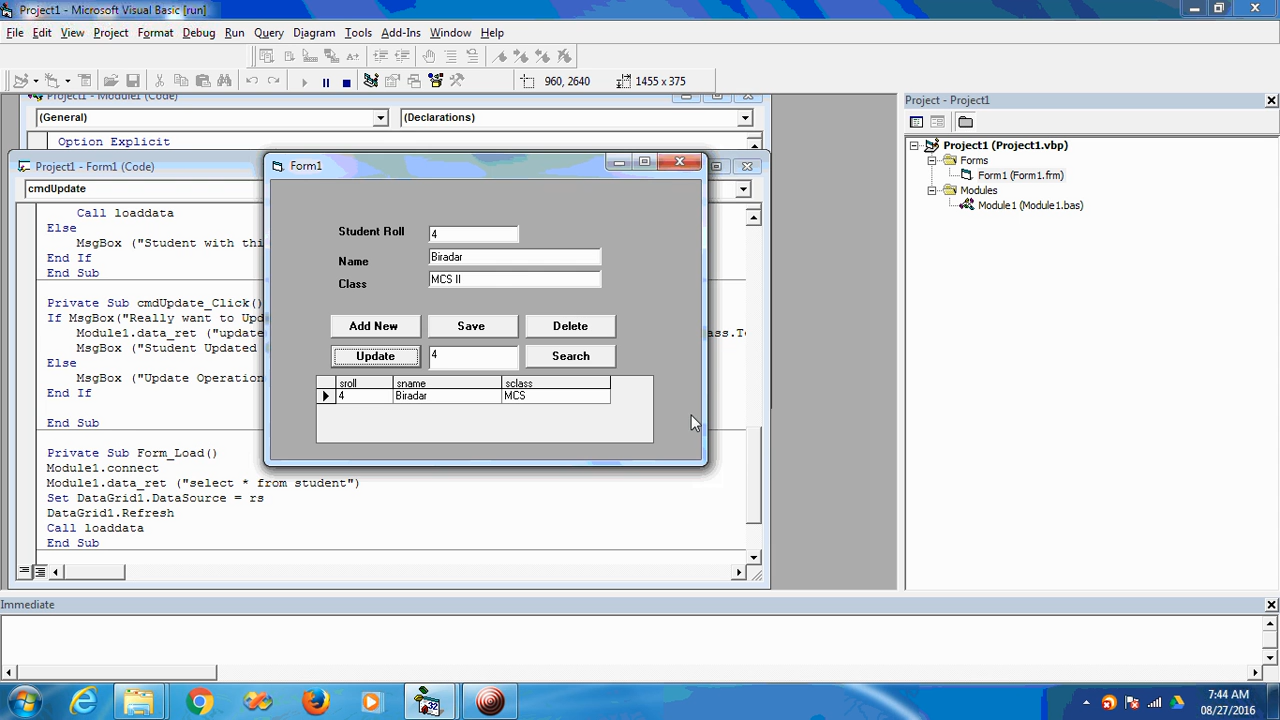 Project1 - Microsoft Visual Basic [run]
File Edit View Project Format Debug Run Query Diagram Tools Add-Ins Window Help
960, 2640 1455 x 375
Project1 - Module1 (Code)
(General) (Declarations)
Option Explicit
Project1 - Form1 (Code)
cmdUpdate
Call loaddata
Else
MsgBox ("Student with thi
End If
End Sub
Private Sub cmdUpdate_Click()
If MsgBox("Really want to Upd
Module1.data_ret ("update
lass.Te
MsgBox ("Student Updated
Else
MsgBox ("Update Operation
End If
End Sub
Private Sub Form_Load()
Module1.connect
Module1.data_ret ("select * from student")
Set DataGrid1.DataSource = rs
DataGrid1.Refresh
Call loaddata
End Sub
Form1
Student Roll 4
Name Biradar
Class MCS II
Add New Save Delete
Update 4 Search
sroll sname sclass
4 Biradar MCS
Project - Project1
Project1 (Project1.vbp)
Forms
Form1 (Form1.frm)
Modules
Module1 (Module1.bas)
Immediate
32
7:44 AM
08/27/2016